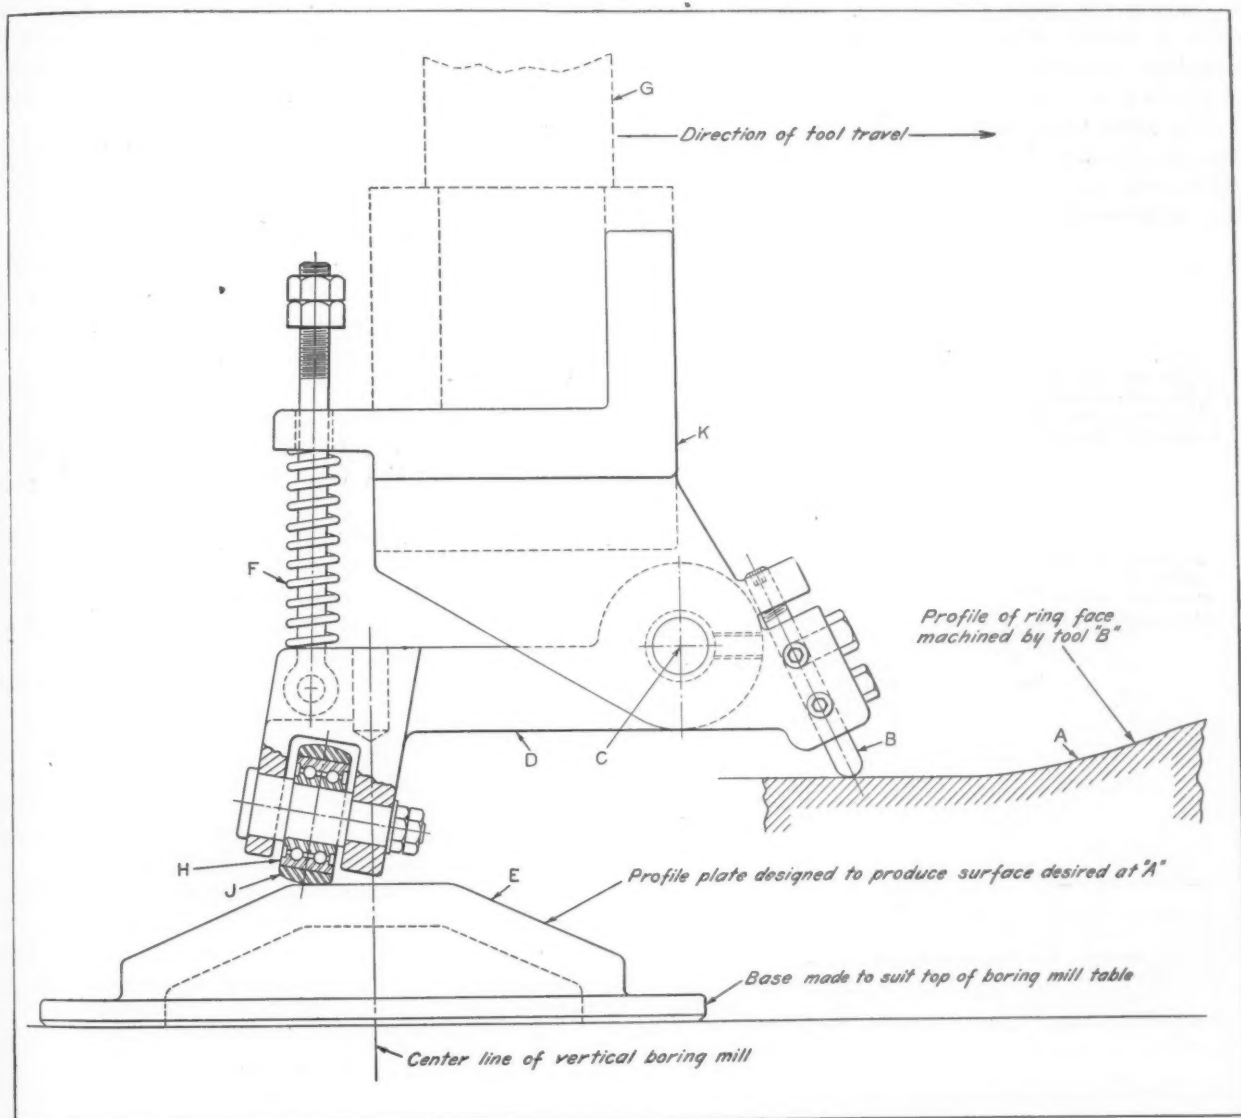 G
Direction of tool travel
K
F
Profile of ring face
machined by tool "B"
A
B
C
D
H
J
E
Profile plate designed to produce surface desired at "A"
Base made to suit top of boring mill table
Center line of vertical boring mill